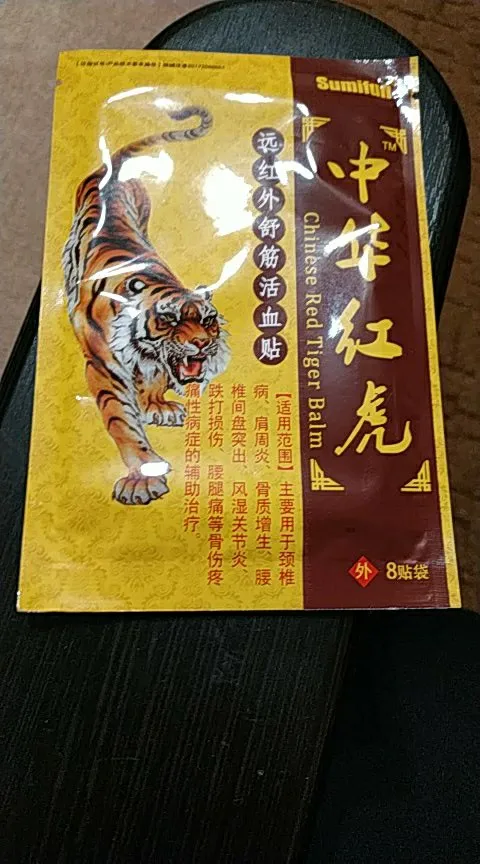 Sumifun
中华红虎
TM
Chinese Red Tiger Balm
远红外舒筋活血贴
【适用范围】主要用于颈椎
病、肩周炎、骨质增生、腰
椎间盘突出、风湿关节炎、
跌打损伤、腰腿痛等骨伤疼
痛性病症的辅助治疗。
外
8贴袋